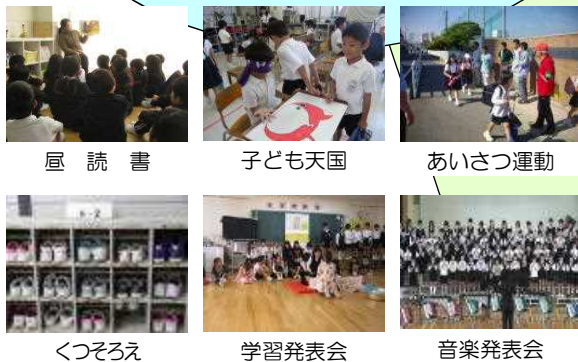 昼 読 書
子ども天国
あいさつ運動
くつそろえ
学習発表会
音楽発表会